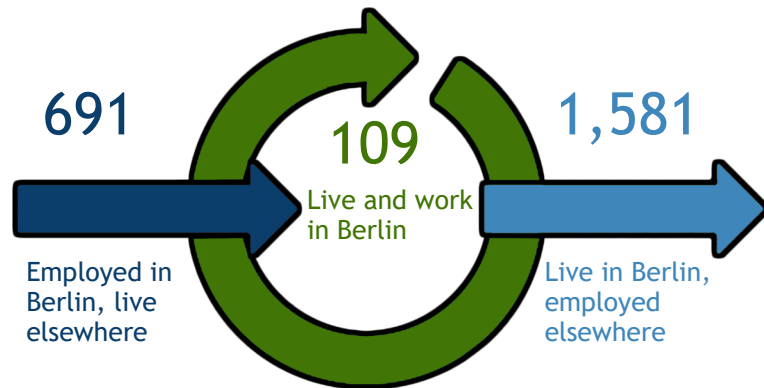 691
Employed in
Berlin, live
elsewhere
109
Live and work
in Berlin
1,581
Live in Berlin,
employed
elsewhere